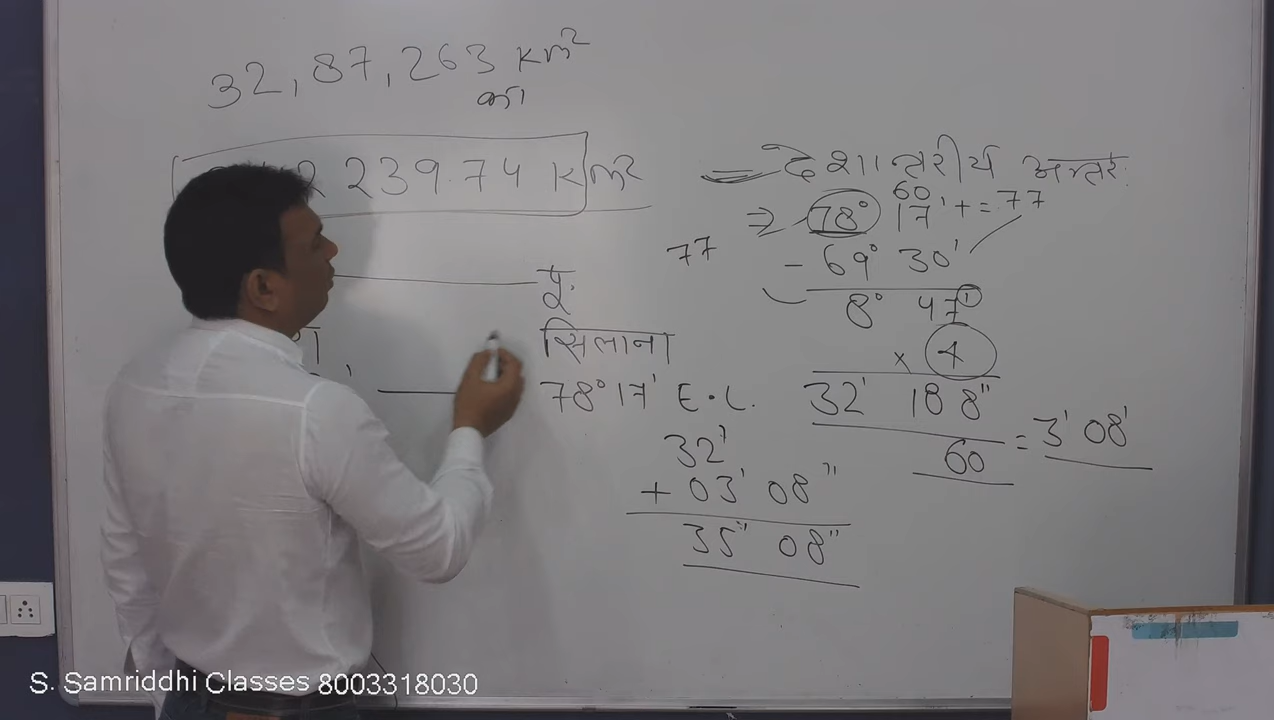 32,87,263 Km²
का
2 239.74 Km²
= देशान्तरीय अन्तर
60
⇒ 78° 17' + = 77
77
- 69° 30'
8° 47'
× 4
32' 188"
60 = 3' 08'
पू.
सिलाना
78° 17' E.L.
32'
+ 03' 08"
35" 08"
S. Samriddhi Classes 8003318030